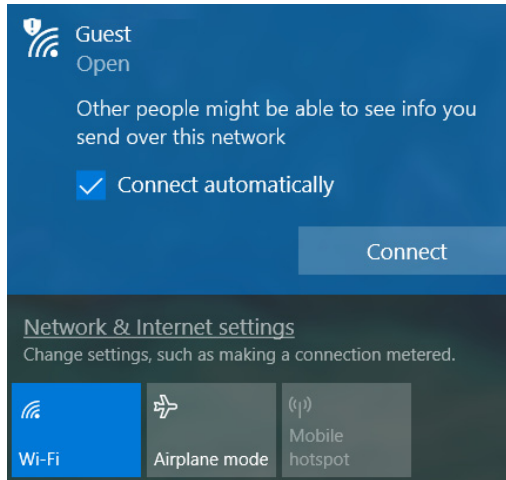 Guest
Open
Other people might be able to see info you
send over this network
Connect automatically
Connect
Network & Internet settings
Change settings, such as making a connection metered.
Wi-Fi
Airplane mode
Mobile
hotspot